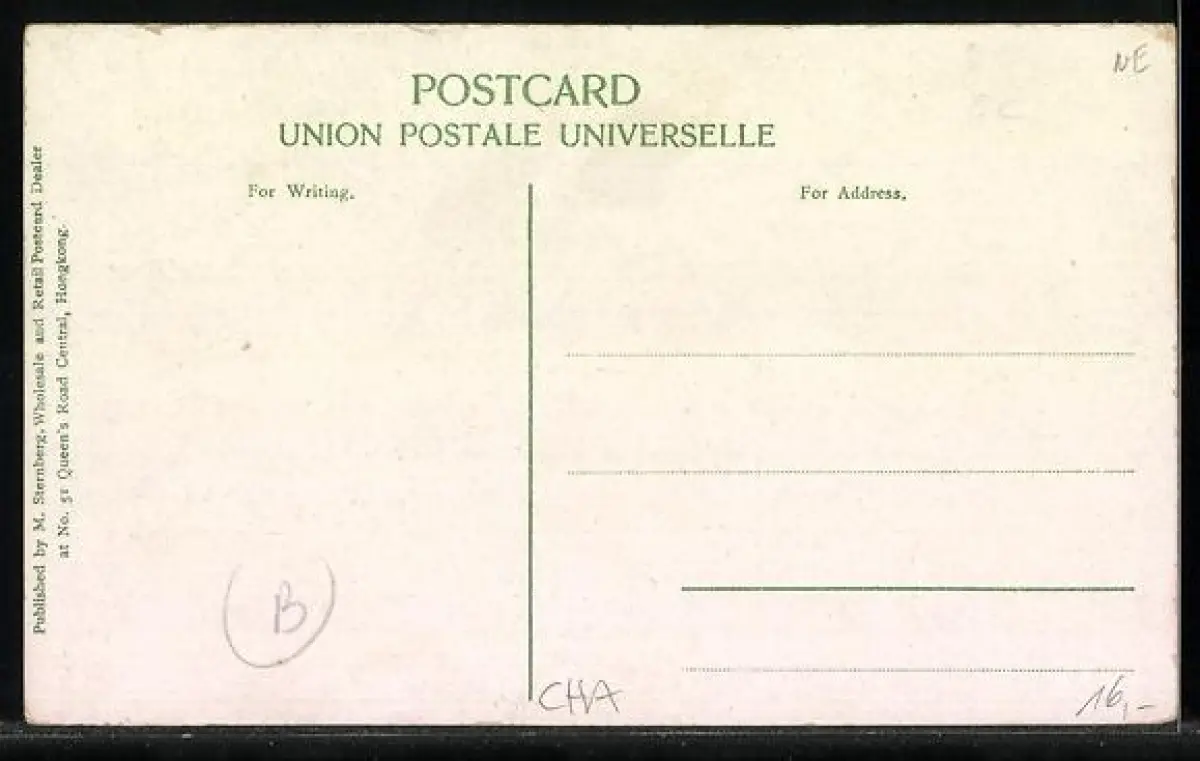 POSTCARD
UNION POSTALE UNIVERSELLE
For Writing.
For Address.
Published by M. Sternberg, Wholesale and Retail Postcard Dealer
at No. 51 Queen's Road Central, Hongkong.
NE
B
CHA
16,-